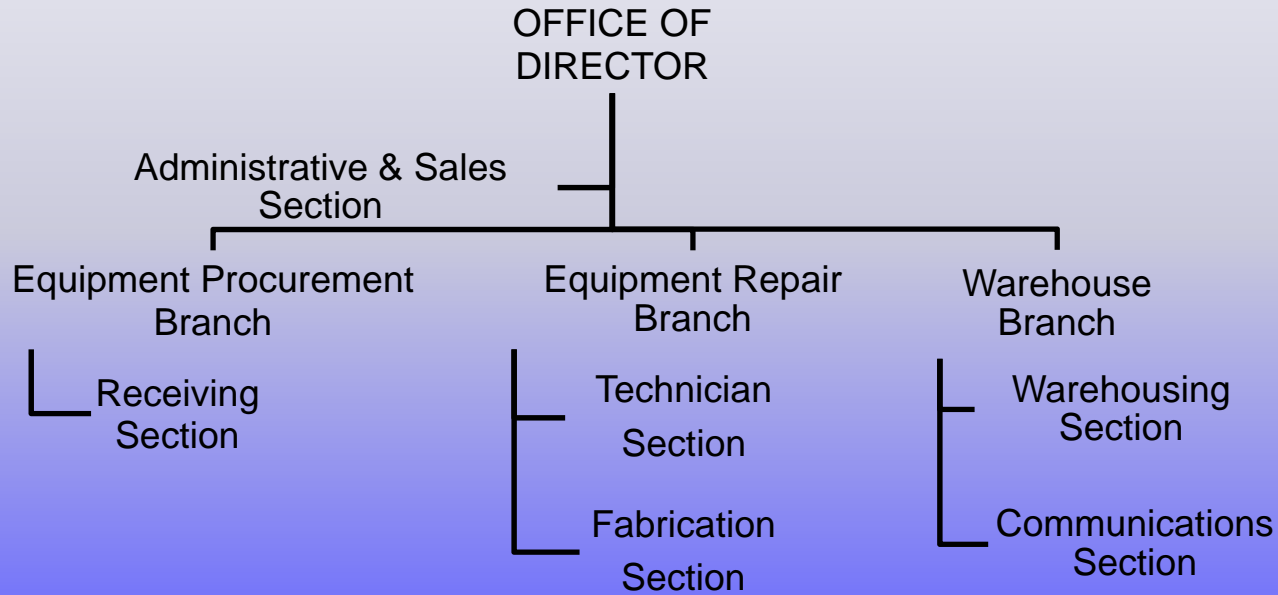 OFFICE OF
DIRECTOR
Administrative & Sales
Section
Equipment Procurement
Branch
Receiving
Section
Equipment Repair
Branch
Technician
Section
Fabrication
Section
Warehouse
Branch
Warehousing
Section
Communications
Section